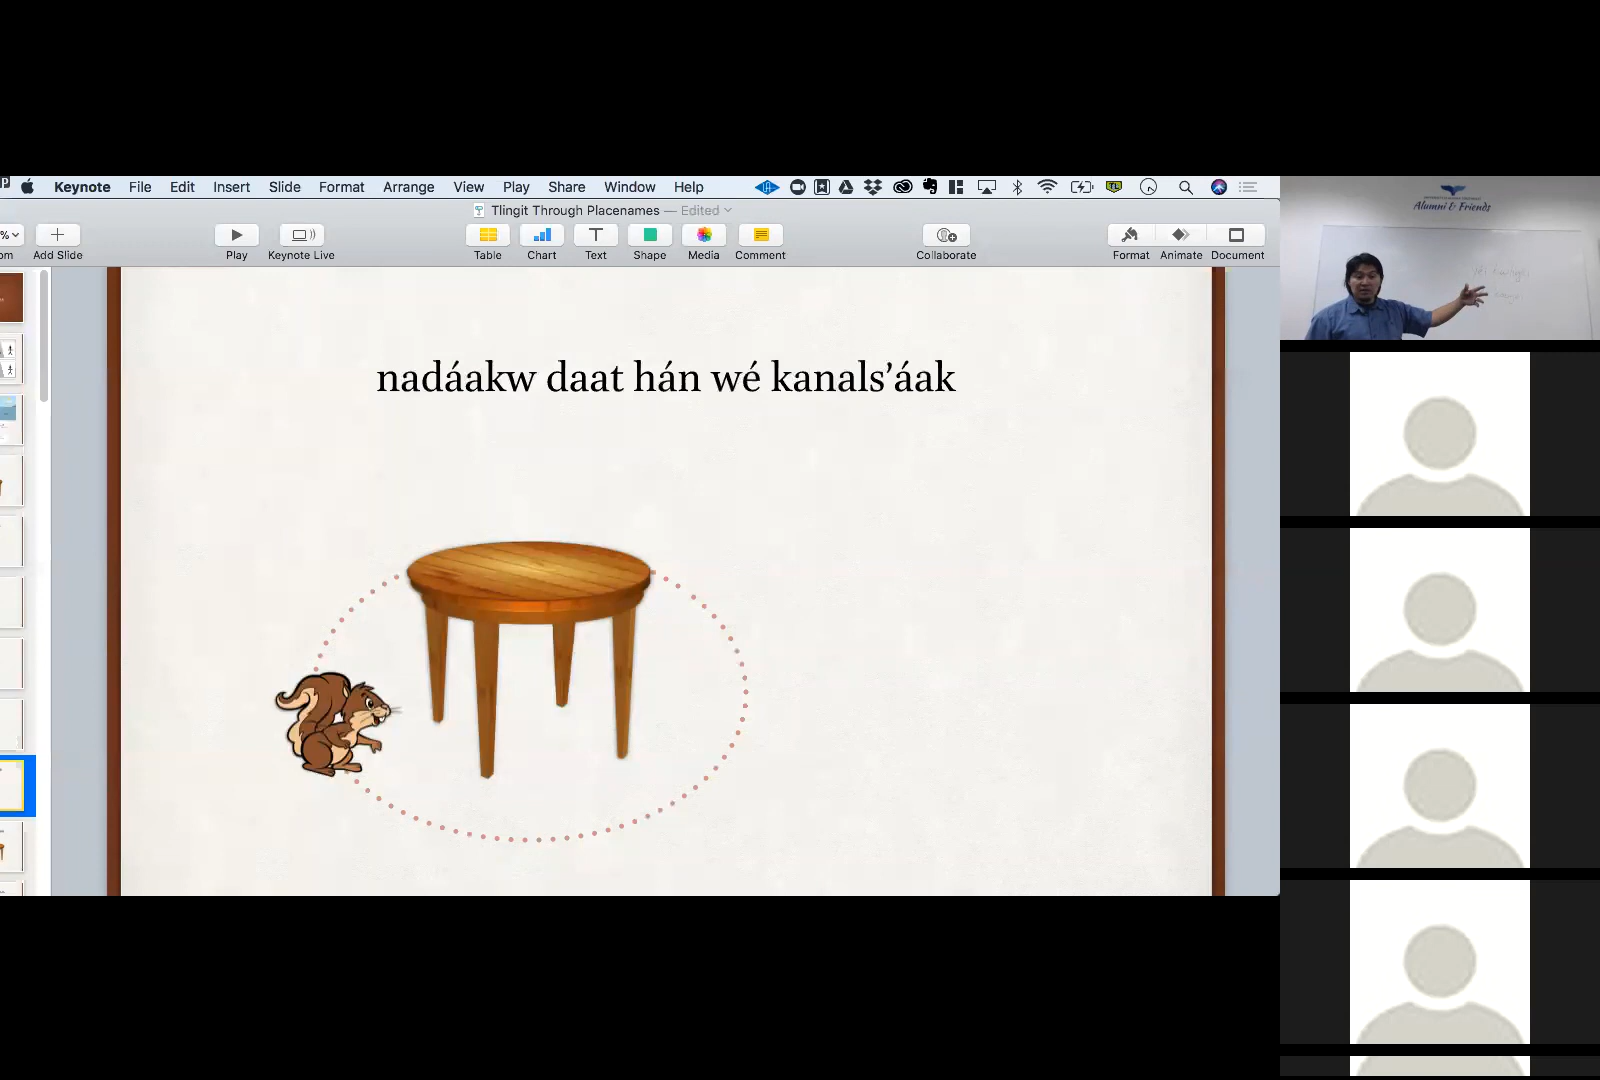 Keynote File Edit Insert Slide Format Arrange View Play Share Window Help
Tlingit Through Placenames — Edited
Add Slide Play Keynote Live Table Chart Text Shape Media Comment Collaborate Format Animate Document
nadáakw daat hán wé kanals’áak
Alumni & Friends